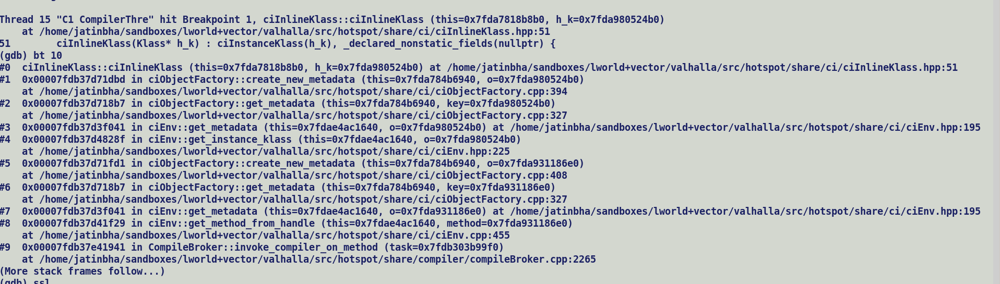 Thread 15 "C1 CompilerThre" hit Breakpoint 1, ciInlineKlass::ciInlineKlass (this=0x7fda7818b8b0, h_k=0x7fda980524b0)
    at /home/jatinbha/sandboxes/lworld+vector/valhalla/src/hotspot/share/ci/ciInlineKlass.hpp:51
51        ciInlineKlass(Klass* h_k) : ciInstanceKlass(h_k), _declared_nonstatic_fields(nullptr) {
(gdb) bt 10
#0  ciInlineKlass::ciInlineKlass (this=0x7fda7818b8b0, h_k=0x7fda980524b0) at /home/jatinbha/sandboxes/lworld+vector/valhalla/src/hotspot/share/ci/ciInlineKlass.hpp:51
#1  0x00007fdb37d71dbd in ciObjectFactory::create_new_metadata (this=0x7fda784b6940, o=0x7fda980524b0)
    at /home/jatinbha/sandboxes/lworld+vector/valhalla/src/hotspot/share/ci/ciObjectFactory.cpp:394
#2  0x00007fdb37d718b7 in ciObjectFactory::get_metadata (this=0x7fda784b6940, key=0x7fda980524b0)
    at /home/jatinbha/sandboxes/lworld+vector/valhalla/src/hotspot/share/ci/ciObjectFactory.cpp:327
#3  0x00007fdb37d3f041 in ciEnv::get_metadata (this=0x7fdae4ac1640, o=0x7fda980524b0) at /home/jatinbha/sandboxes/lworld+vector/valhalla/src/hotspot/share/ci/ciEnv.hpp:195
#4  0x00007fdb37d4828f in ciEnv::get_instance_klass (this=0x7fdae4ac1640, o=0x7fda980524b0)
    at /home/jatinbha/sandboxes/lworld+vector/valhalla/src/hotspot/share/ci/ciEnv.hpp:225
#5  0x00007fdb37d71fd1 in ciObjectFactory::create_new_metadata (this=0x7fda784b6940, o=0x7fda931186e0)
    at /home/jatinbha/sandboxes/lworld+vector/valhalla/src/hotspot/share/ci/ciObjectFactory.cpp:408
#6  0x00007fdb37d718b7 in ciObjectFactory::get_metadata (this=0x7fda784b6940, key=0x7fda931186e0)
    at /home/jatinbha/sandboxes/lworld+vector/valhalla/src/hotspot/share/ci/ciObjectFactory.cpp:327
#7  0x00007fdb37d3f041 in ciEnv::get_metadata (this=0x7fdae4ac1640, o=0x7fda931186e0) at /home/jatinbha/sandboxes/lworld+vector/valhalla/src/hotspot/share/ci/ciEnv.hpp:195
#8  0x00007fdb37d41f29 in ciEnv::get_method_from_handle (this=0x7fdae4ac1640, method=0x7fda931186e0)
    at /home/jatinbha/sandboxes/lworld+vector/valhalla/src/hotspot/share/ci/ciEnv.cpp:455
#9  0x00007fdb37e41941 in CompileBroker::invoke_compiler_on_method (task=0x7fdb303b99f0)
    at /home/jatinbha/sandboxes/lworld+vector/valhalla/src/hotspot/share/compiler/compileBroker.cpp:2265
(More stack frames follow...)
(gdb) ssl